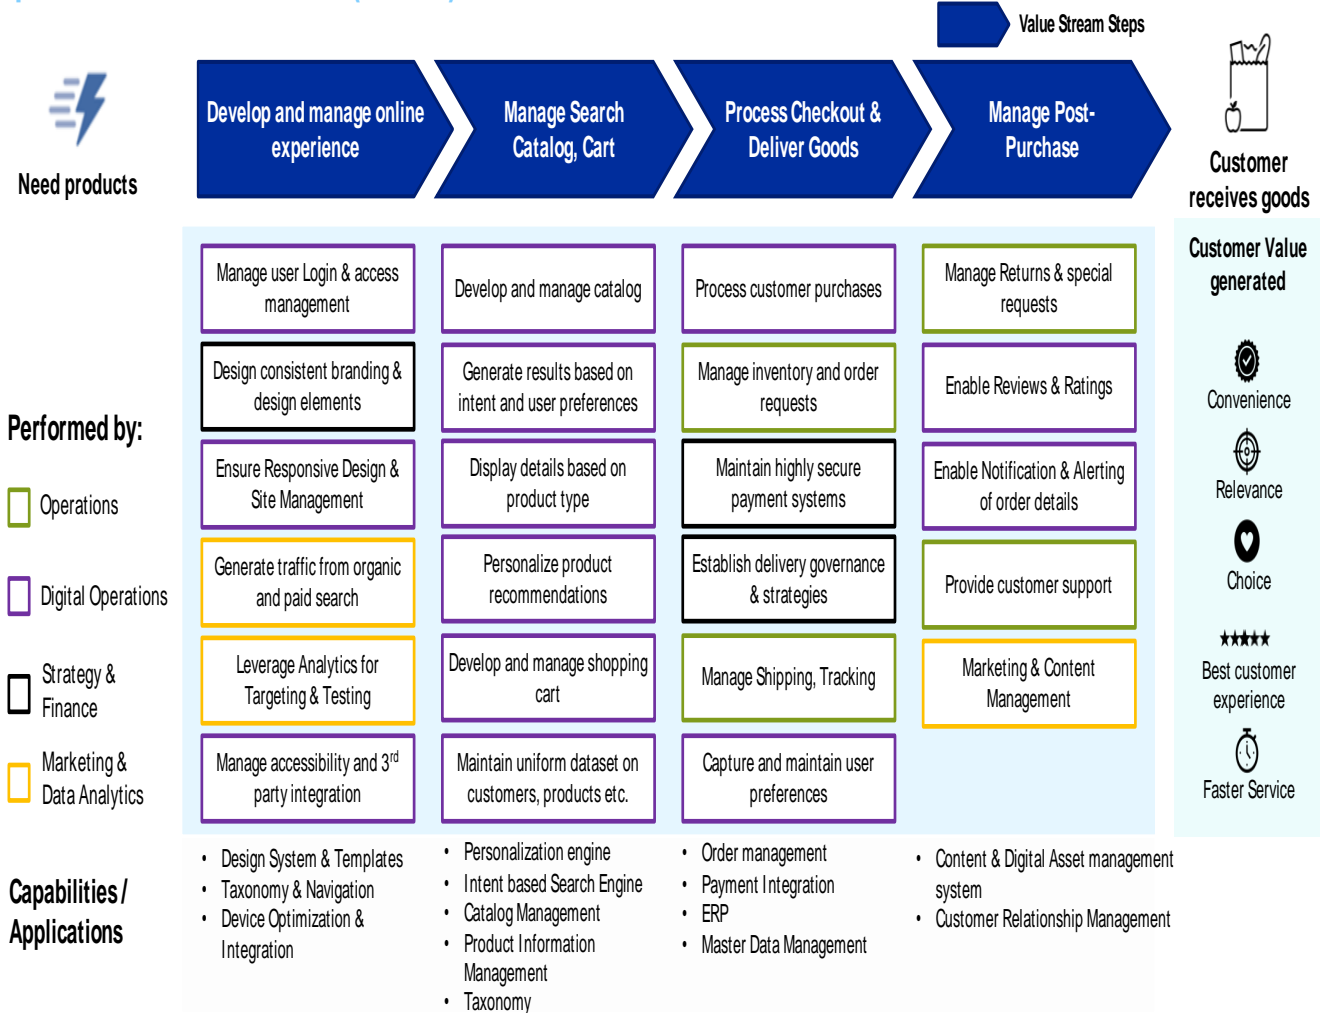 Value Stream Steps
Need products
Develop and manage online
experience
Manage Search
Catalog, Cart
Process Checkout &
Deliver Goods
Manage Post-
Purchase
Customer
receives goods
Manage user Login & access
management
Design consistent branding &
design elements
Ensure Responsive Design &
Site Management
Generate traffic from organic
and paid search
Leverage Analytics for
Targeting & Testing
Manage accessibility and 3rd
party integration
Develop and manage catalog
Generate results based on
intent and user preferences
Display details based on
product type
Personalize product
recommendations
Develop and manage shopping
cart
Maintain uniform dataset on
customers, products etc.
Process customer purchases
Manage inventory and order
requests
Maintain highly secure
payment systems
Establish delivery governance
& strategies
Manage Shipping, Tracking
Capture and maintain user
preferences
Manage Returns & special
requests
Enable Reviews & Ratings
Enable Notification & Alerting
of order details
Provide customer support
Marketing & Content
Management
Customer Value
generated
Convenience
Relevance
Choice
Best customer
experience
Faster Service
Performed by:
Operations
Digital Operations
Strategy &
Finance
Marketing &
Data Analytics
Capabilities /
Applications
• Design System & Templates
• Taxonomy & Navigation
• Device Optimization &
Integration
• Personalization engine
• Intent based Search Engine
• Catalog Management
• Product Information
Management
• Taxonomy
• Order management
• Payment Integration
• ERP
• Master Data Management
• Content & Digital Asset management
system
• Customer Relationship Management